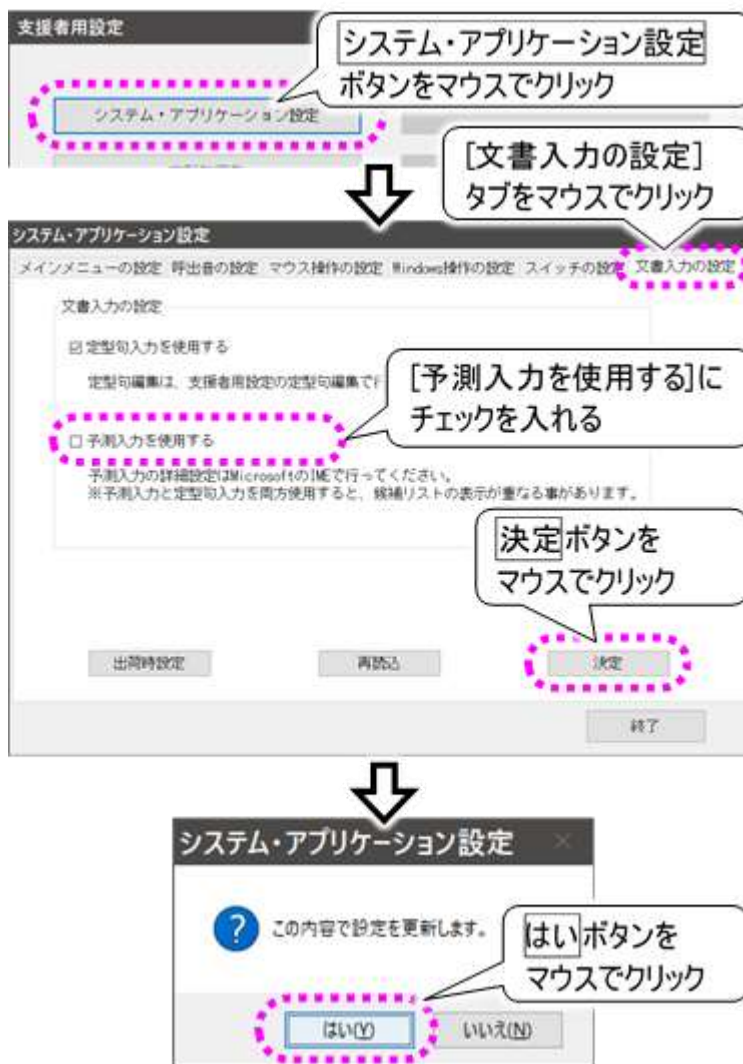 支援者用設定
システム・アプリケーション設定
ボタンをマウスでクリック
システム・アプリケーション設定
[文書入力の設定]
タブをマウスでクリック
システム・アプリケーション設定
メインメニューの設定 呼出音の設定 マウス操作の設定 Windows操作の設定 スイッチの設定 文書入力の設定
文書入力の設定
定型句入力を使用する
定型句編集は、支援者用設定の定型句編集で
[予測入力を使用する]に
チェックを入れる
予測入力を使用する
予測入力の詳細設定はMicrosoftのIMEで行ってください。
※予測入力と定型句入力を両方使用すると、候補リストの表示が重なる事があります。
決定ボタンを
マウスでクリック
出荷時設定 再読込 決定
終了
システム・アプリケーション設定
この内容で設定を更新します。
はいボタンを
マウスでクリック
はい(Y) いいえ(N)